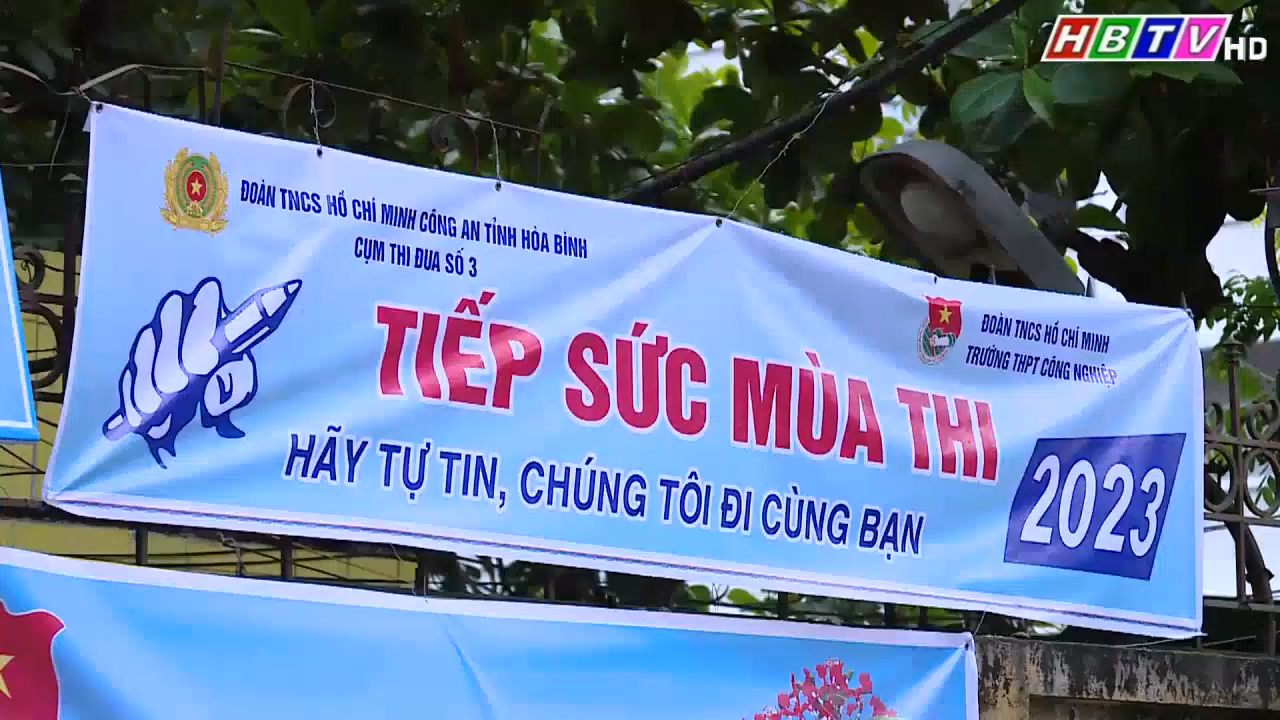 HBTV HD
ĐOÀN TNCS HỒ CHÍ MINH CÔNG AN TỈNH HÒA BÌNH
CỤM THI ĐUA SỐ 3
ĐOÀN TNCS HỒ CHÍ MINH
TRƯỜNG THPT CÔNG NGHIỆP
TIẾP SỨC MÙA THI
HÃY TỰ TIN, CHÚNG TÔI ĐI CÙNG BẠN
2023